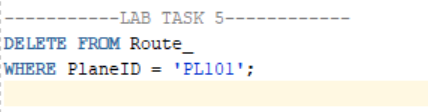 -----------LAB TASK 5------------
DELETE FROM Route_
WHERE PlaneID = 'PL101';